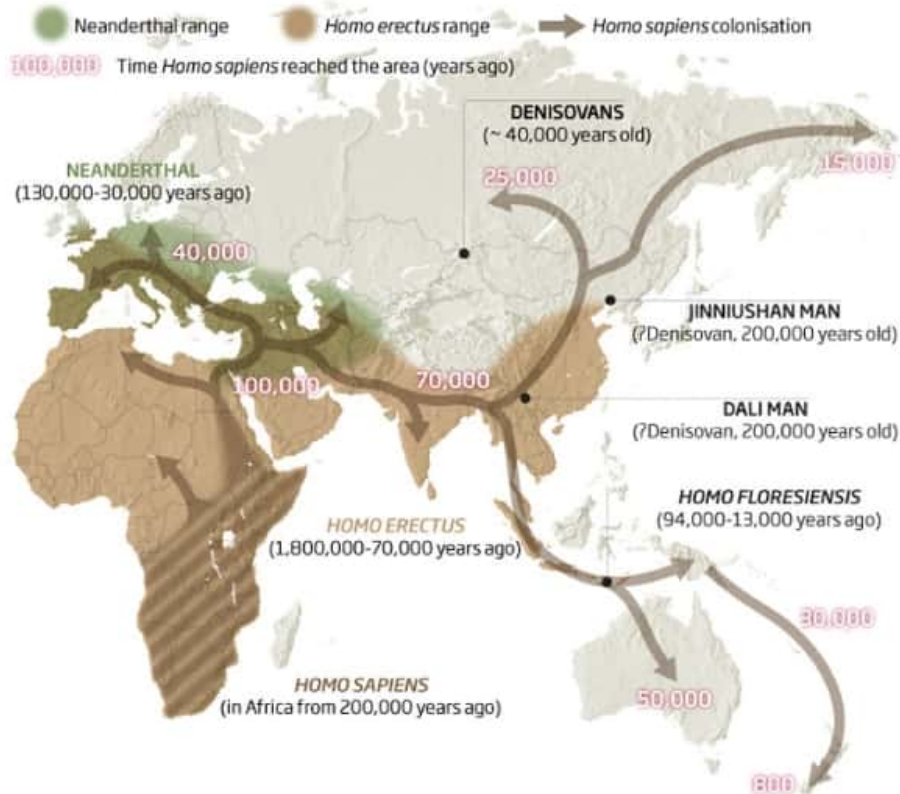 Neanderthal range
Homo erectus range
Homo sapiens colonisation
100,000 Time Homo sapiens reached the area (years ago)
DENISOVANS
(~ 40,000 years old)
25,000
15,000
NEANDERTHAL
(130,000-30,000 years ago)
40,000
JINNIUSHAN MAN
(?Denisovan, 200,000 years old)
100,000
70,000
DALI MAN
(?Denisovan, 200,000 years old)
HOMO FLORESIENSIS
(94,000-13,000 years ago)
HOMO ERECTUS
(1,800,000-70,000 years ago)
30,000
HOMO SAPIENS
(in Africa from 200,000 years ago)
50,000
800